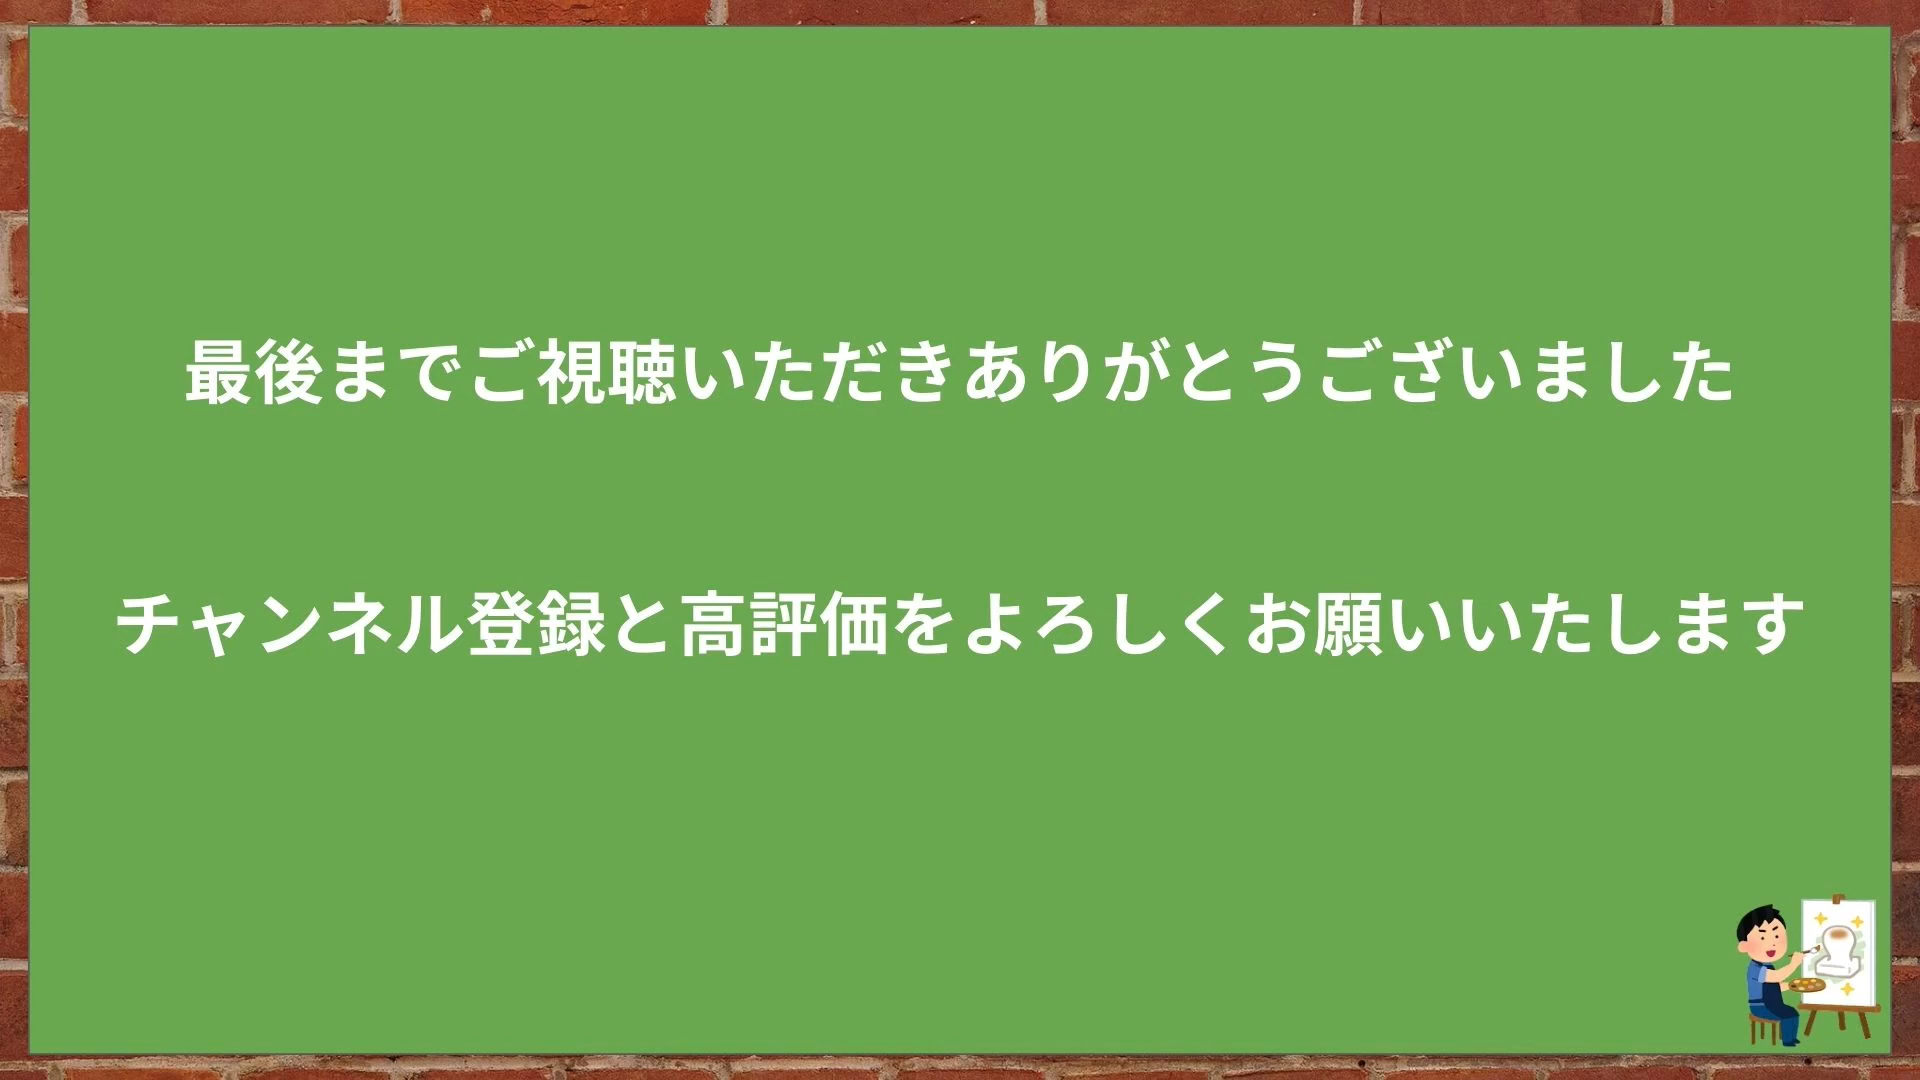 最後までご視聴いただきありがとうございました
チャンネル登録と高評価をよろしくお願いいたします